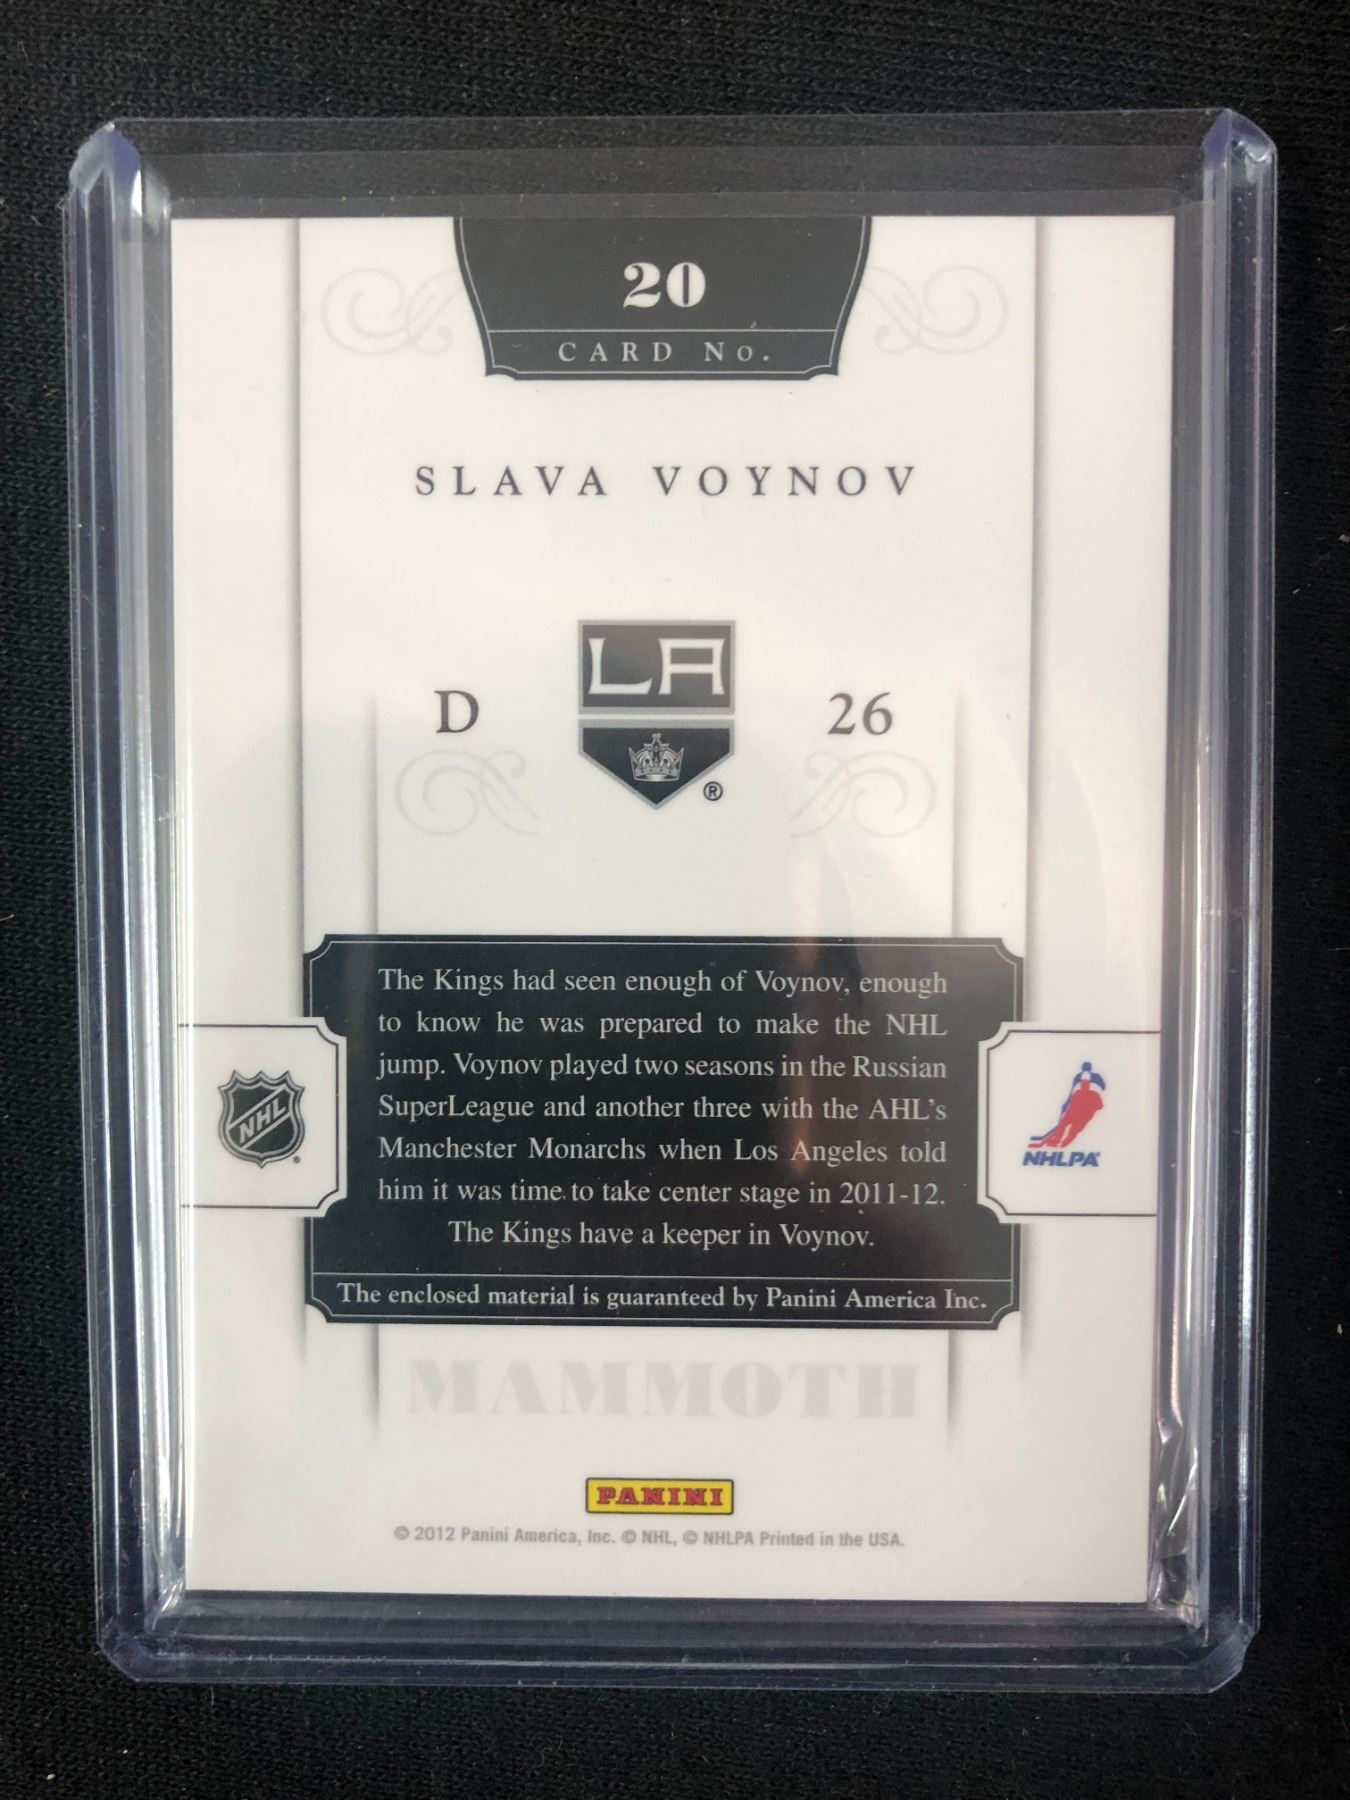 20
CARD No.
SLAVA VOYNOV
D
LA
26
®
The Kings had seen enough of Voynov, enough
to know he was prepared to make the NHL
jump. Voynov played two seasons in the Russian
SuperLeague and another three with the AHL's
Manchester Monarchs when Los Angeles told
him it was time to take center stage in 2011-12.
The Kings have a keeper in Voynov.
NHL
NHLPA
The enclosed material is guaranteed by Panini America Inc.
MAMMOTH
PANINI
© 2012 Panini America, Inc. © NHL, © NHLPA Printed in the USA.